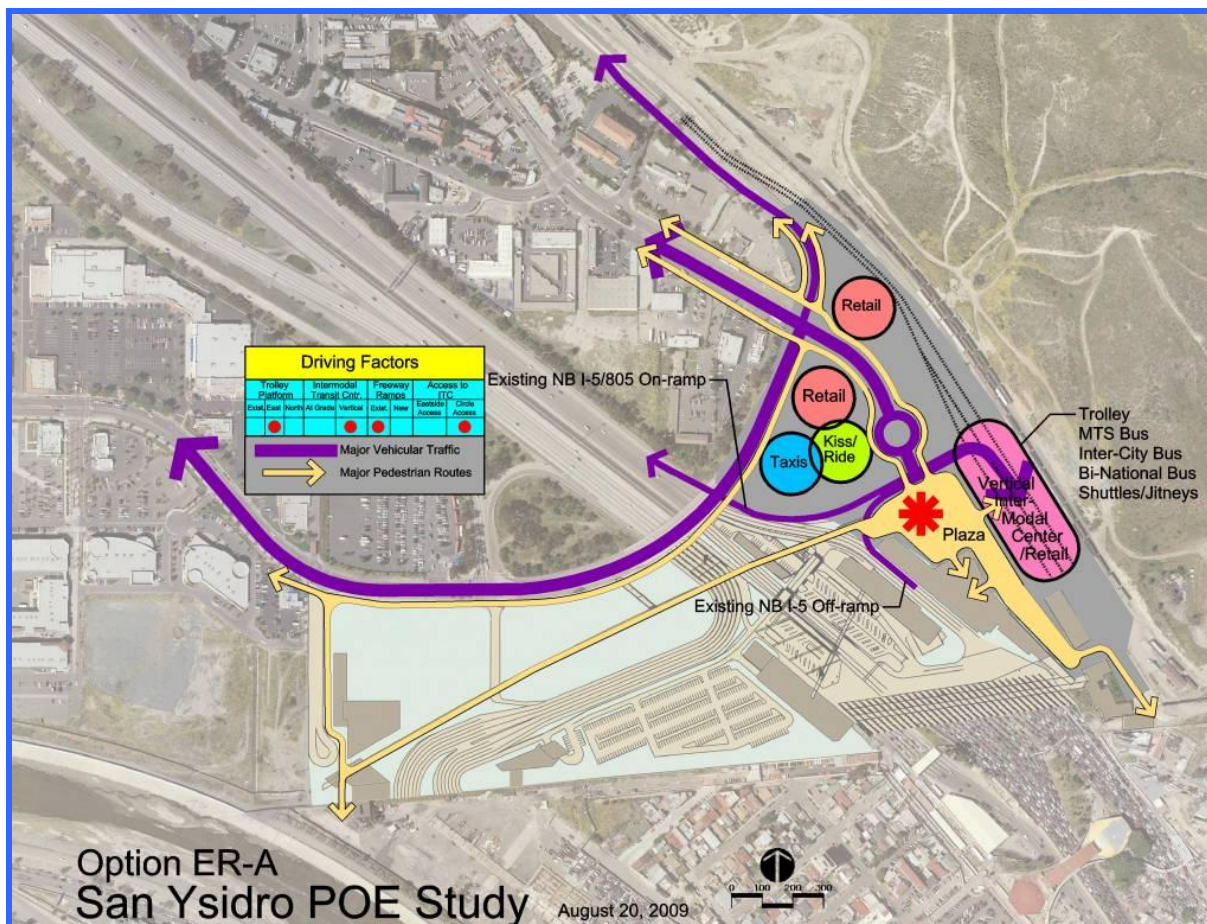 Retail
Driving Factors
Trolley Platform
Intermodal Transit Cntr.
Freeway Ramps
Access to ITC
Exist. East North At Grade Vertical Exist. New Eastside Access Circle Access
Major Vehicular Traffic
Major Pedestrian Routes
Existing NB I-5/805 On-ramp
Retail
Kiss/
Ride
Taxis
Trolley
MTS Bus
Inter-City Bus
Bi-National Bus
Shuttles/Jitneys
Vertical
Inter-
Modal
Center
/Retail
Plaza
Existing NB I-5 Off-ramp
Option ER-A
San Ysidro POE Study
August 20, 2009
0 100 200 300